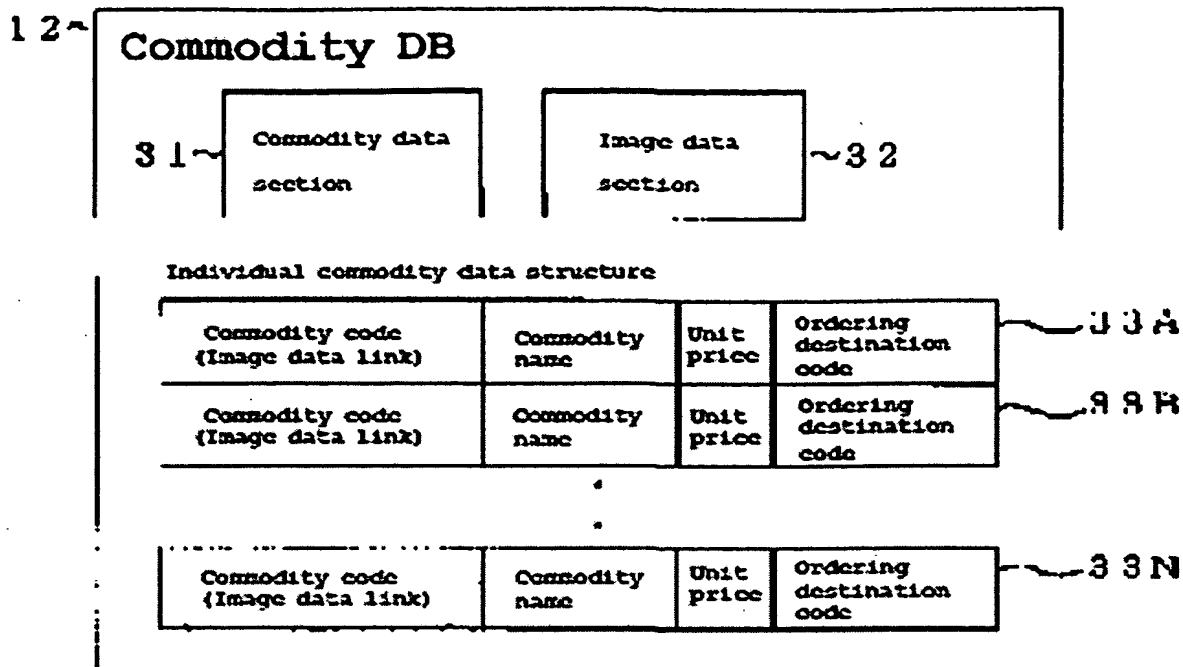 12
Commodity DB
31
Commodity data
section
Image data
section
32
Individual commodity data structure
Commodity code
(Image data link)
Commodity
name
Unit
price
Ordering
destination
code
33A
Commodity code
(Image data link)
Commodity
name
Unit
price
Ordering
destination
code
33B
Commodity code
(Image data link)
Commodity
name
Unit
price
Ordering
destination
code
33N